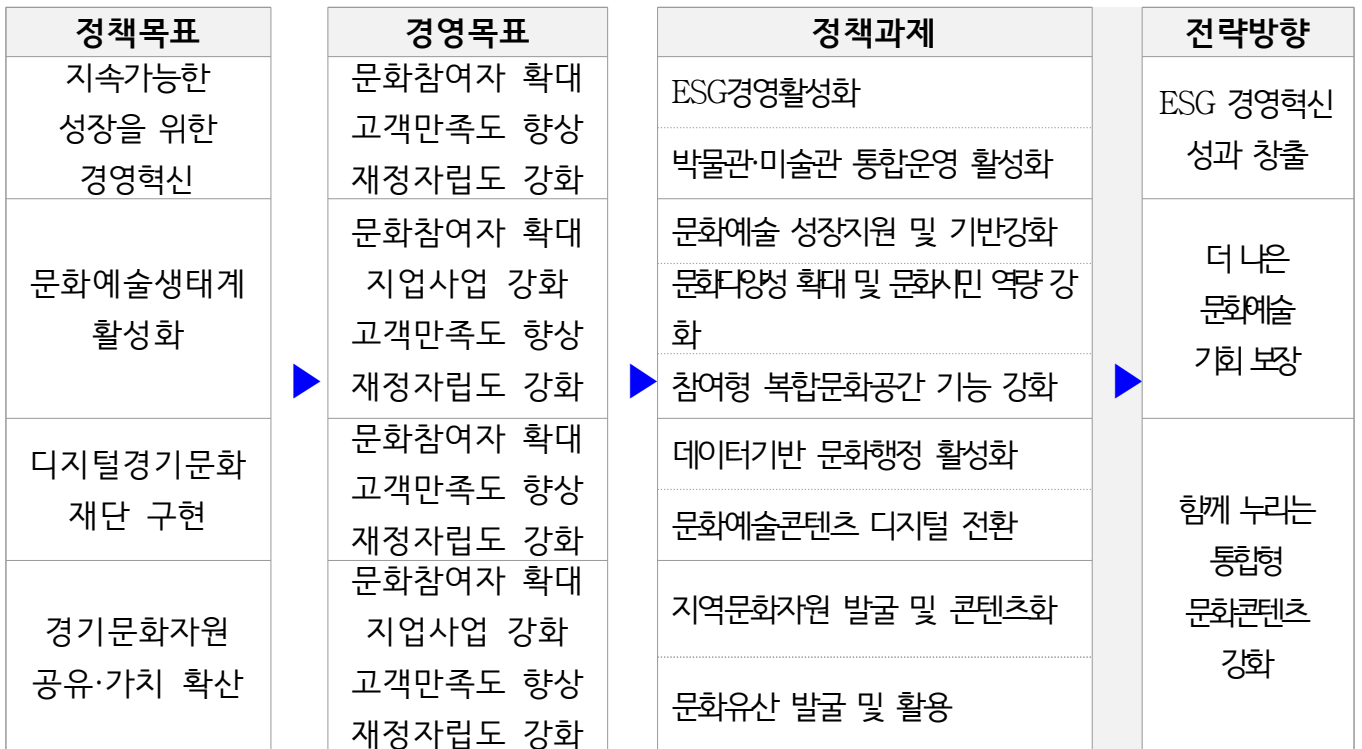 정책목표
경영목표
정책과제
전략방향
지속가능한
성장을 위한
경영혁신
문화참여자 확대
고객만족도 향상
재정자립도 강화
ESG경영활성화
박물관·미술관 통합운영 활성화
ESG 경영혁신
성과 창출
문화예술생태계
활성화
문화참여자 확대
지업사업 강화
고객만족도 향상
재정자립도 강화
문화예술 성장지원 및 기반강화
문화다양성 확대 및 문화시민 역량 강
화
참여형 복합문화공간 기능 강화
더 나은
문화예술
기회 보장
디지털경기문화
재단 구현
문화참여자 확대
고객만족도 향상
재정자립도 강화
데이터기반 문화행정 활성화
문화예술콘텐츠 디지털 전환
함께 누리는
통합형
문화콘텐츠
강화
경기문화자원
공유·가치 확산
문화참여자 확대
지업사업 강화
고객만족도 향상
재정자립도 강화
지역문화자원 발굴 및 콘텐츠화
문화유산 발굴 및 활용